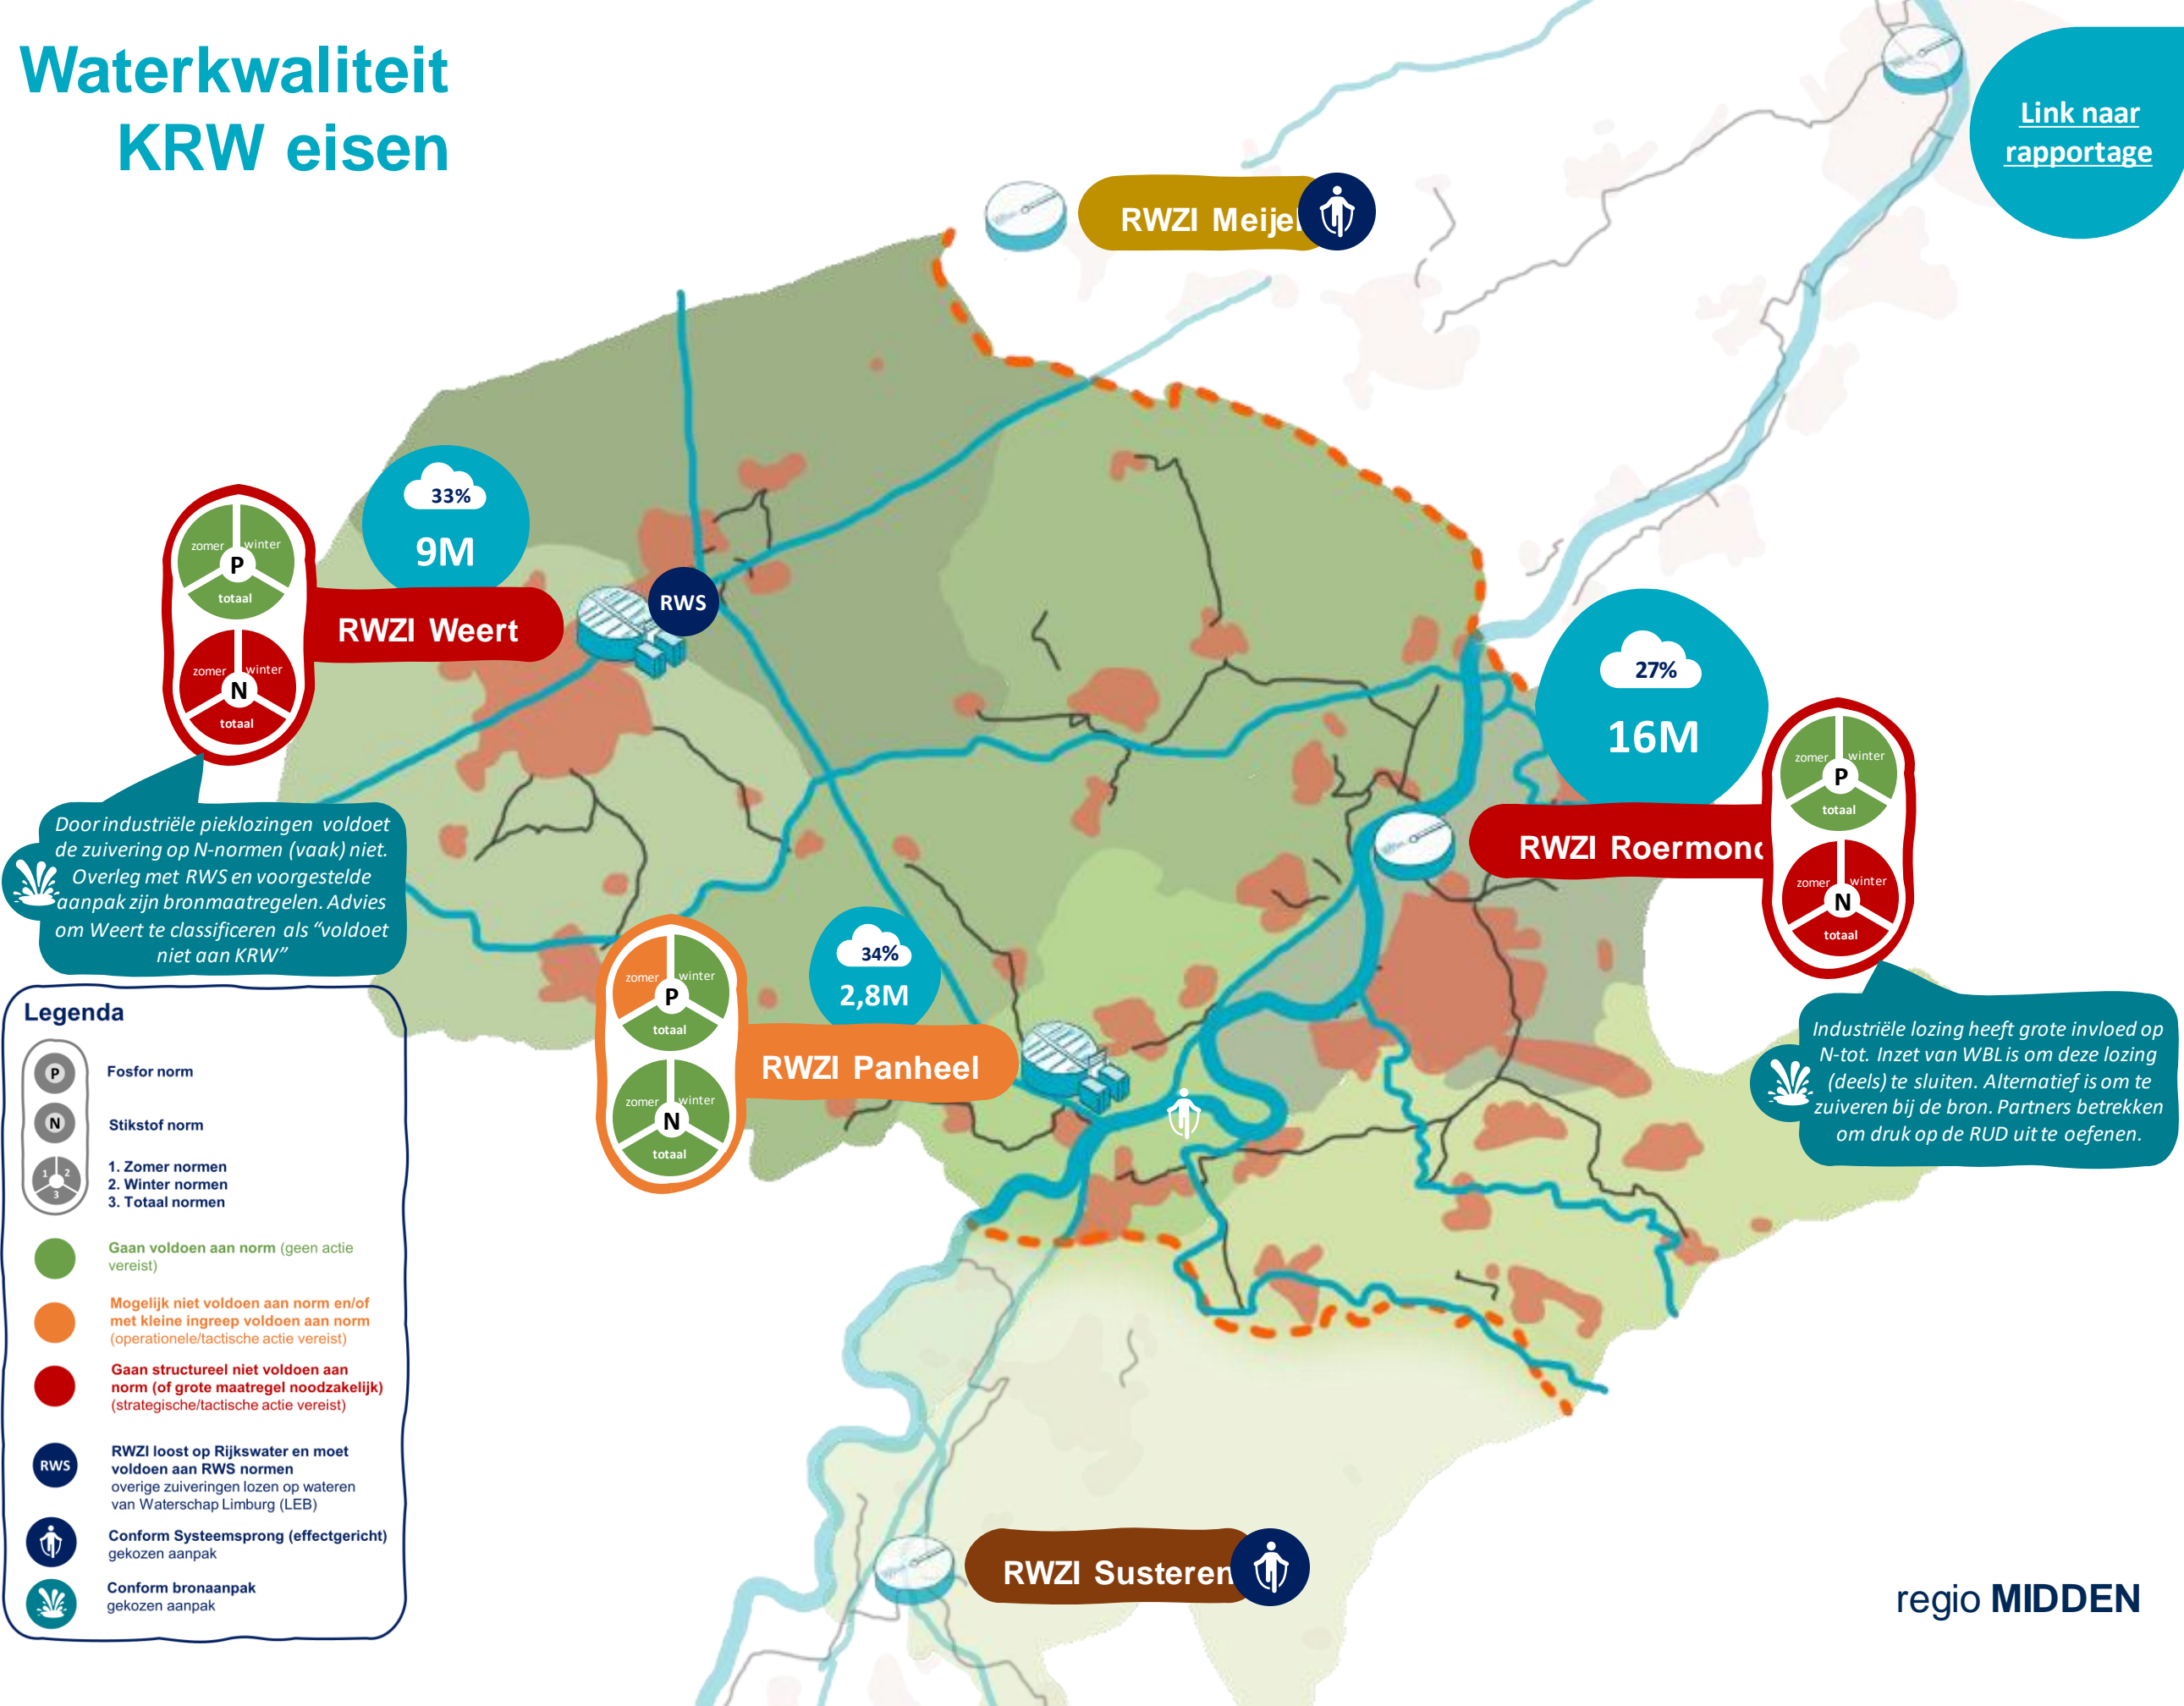 Waterkwaliteit
KRW eisen
Link naar
rapportage
RWZI Meijel
33%
9M
zomer
winter
P
totaal
RWZI Weert
RWS
zomer
winter
N
totaal
27%
16M
zomer
winter
P
totaal
RWZI Roermond
zomer
winter
N
totaal
Door industriële pieklozingen voldoet
de zuivering op N-normen (vaak) niet.
Overleg met RWS en voorgestelde
aanpak zijn bronmaatregelen. Advies
om Weert te classificeren als “voldoet
niet aan KRW”
34%
2,8M
zomer
winter
P
totaal
RWZI Panheel
zomer
winter
N
totaal
Industriële lozing heeft grote invloed op
N-tot. Inzet van WBL is om deze lozing
(deels) te sluiten. Alternatief is om te
zuiveren bij de bron. Partners betrekken
om druk op de RUD uit te oefenen.
Legenda
P
Fosfor norm
N
Stikstof norm
1
2
3
1. Zomer normen
2. Winter normen
3. Totaal normen
Gaan voldoen aan norm (geen actie
vereist)
Mogelijk niet voldoen aan norm en/of
met kleine ingreep voldoen aan norm
(operationele/tactische actie vereist)
Gaan structureel niet voldoen aan
norm (of grote maatregel noodzakelijk)
(strategische/tactische actie vereist)
RWS
RWZI loost op Rijkswater en moet
voldoen aan RWS normen
overige zuiveringen lozen op wateren
van Waterschap Limburg (LEB)
Conform Systeemsprong (effectgericht)
gekozen aanpak
Conform bronaanpak
gekozen aanpak
RWZI Susteren
regio MIDDEN